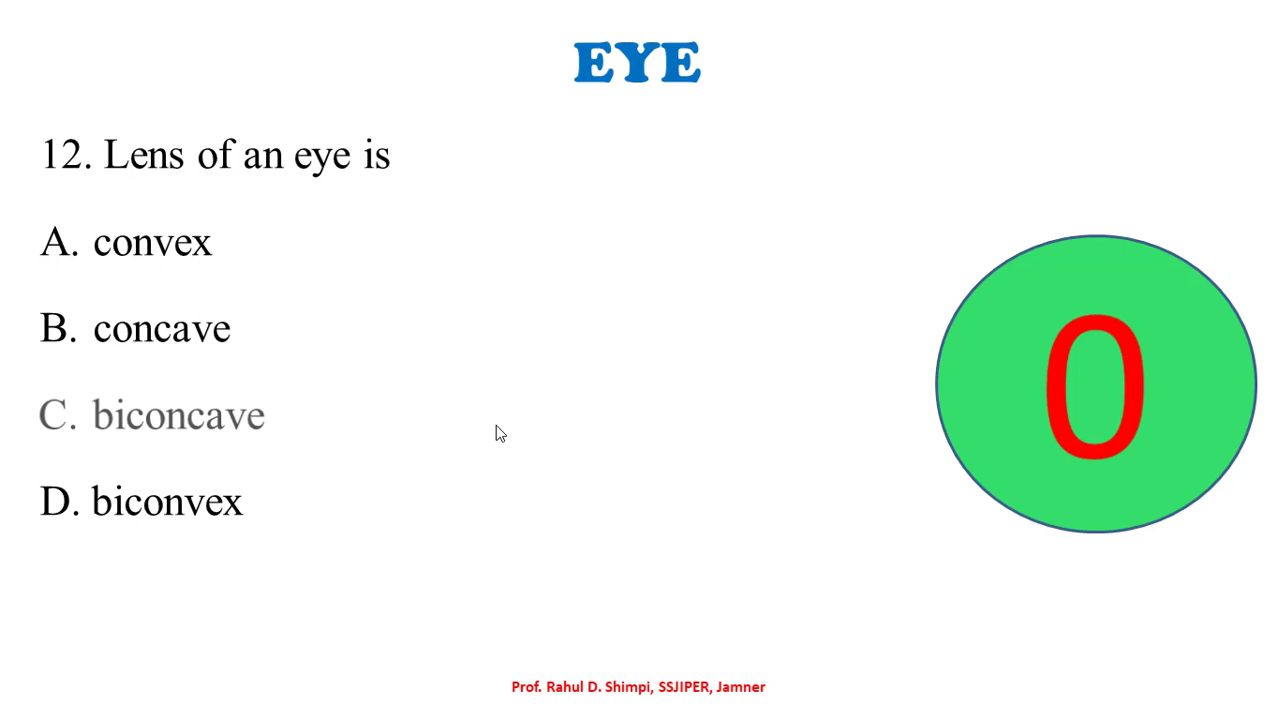 EYE
12. Lens of an eye is
A. convex
B. concave
C. biconcave
D. biconvex
0
Prof. Rahul D. Shimpi, SSJIPER, Jamner